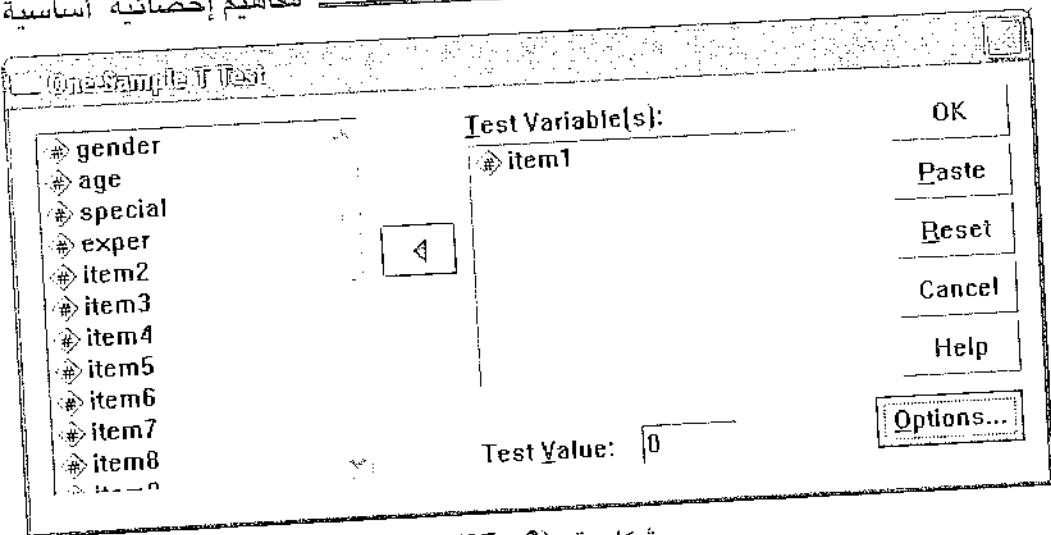 مفاهيم إحصائية أساسية
One-Sample T Test
gender
age
special
exper
item2
item3
item4
item5
item6
item7
item8
Test Variable(s):
item1
Test Value: 0
OK
Paste
Reset
Cancel
Help
Options...